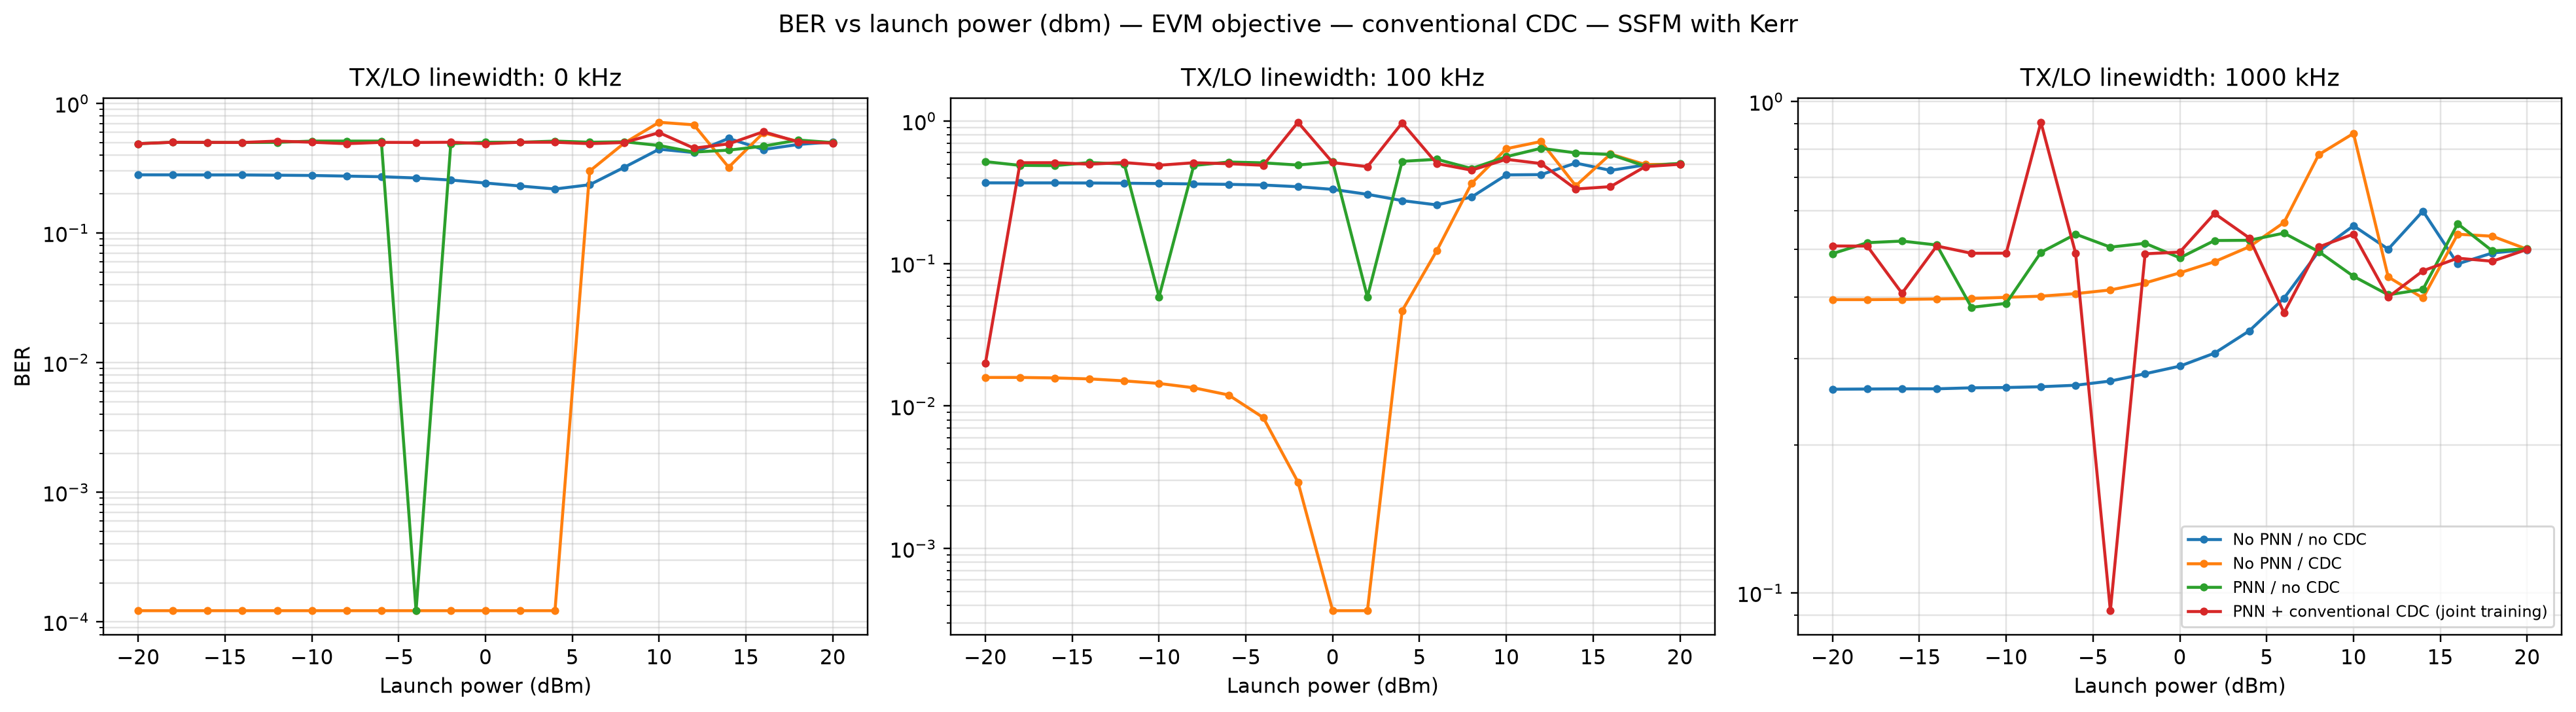 BER vs launch power (dbm) — EVM objective — conventional CDC — SSFM with Kerr
TX/LO linewidth: 0 kHz
10⁰
10⁻¹
10⁻²
10⁻³
10⁻⁴
BER
−20 −15 −10 −5 0 5 10 15 20
Launch power (dBm)
TX/LO linewidth: 100 kHz
10⁰
10⁻¹
10⁻²
10⁻³
−20 −15 −10 −5 0 5 10 15 20
Launch power (dBm)
TX/LO linewidth: 1000 kHz
10⁰
10⁻¹
No PNN / no CDC
No PNN / CDC
PNN / no CDC
PNN + conventional CDC (joint training)
−20 −15 −10 −5 0 5 10 15 20
Launch power (dBm)